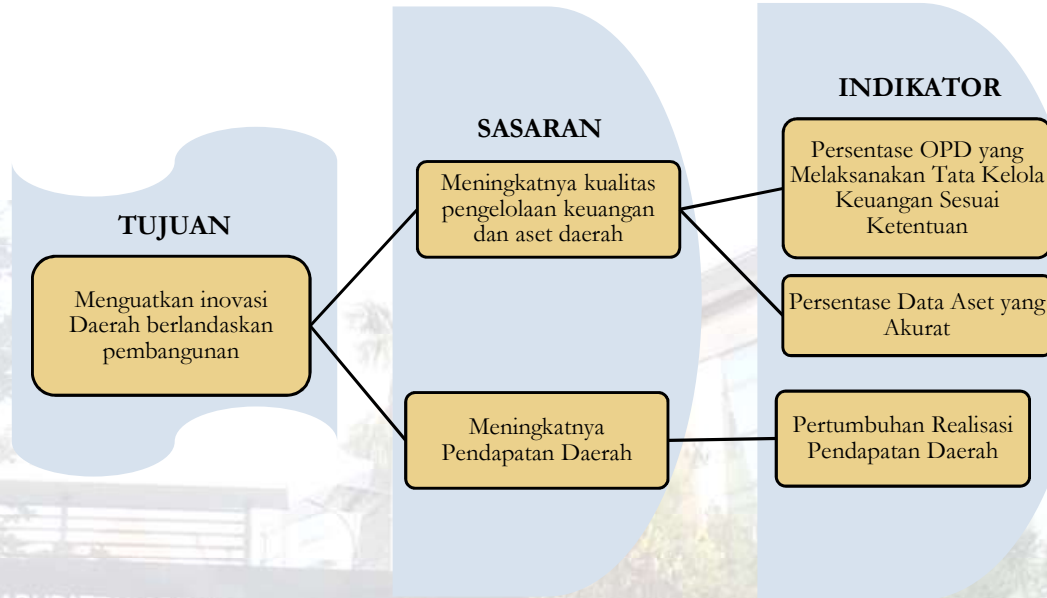 TUJUAN
Menguatkan inovasi
Daerah berlandaskan
pembangunan
SASARAN
Meningkatnya kualitas
pengelolaan keuangan
dan aset daerah
Meningkatnya
Pendapatan Daerah
INDIKATOR
Persentase OPD yang
Melaksanakan Tata Kelola
Keuangan Sesuai
Ketentuan
Persentase Data Aset yang
Akurat
Pertumbuhan Realisasi
Pendapatan Daerah